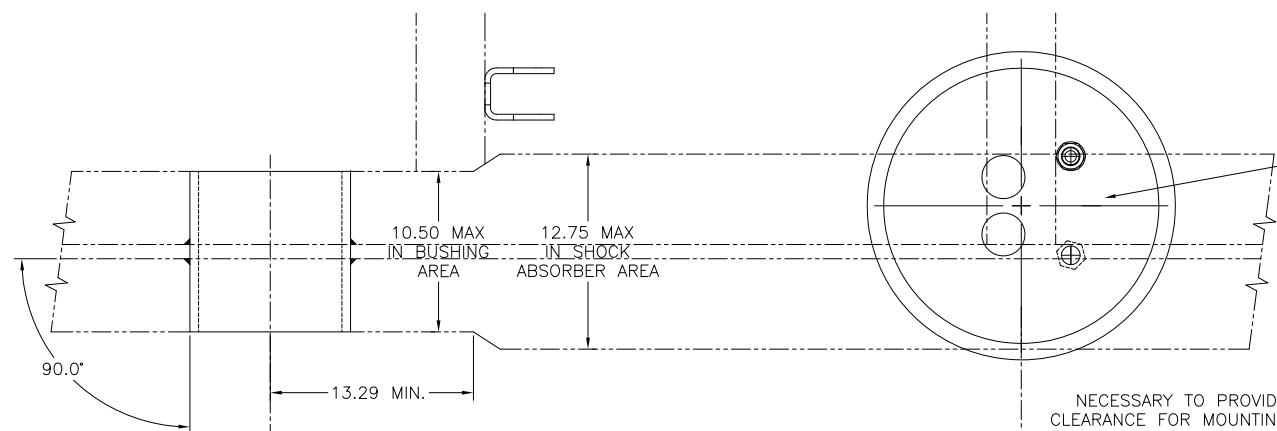 10.50 MAX
IN BUSHING
AREA
12.75 MAX
IN SHOCK
ABSORBER AREA
90.0°
13.29 MIN.
NECESSARY TO PROVID
CLEARANCE FOR MOUNTIN